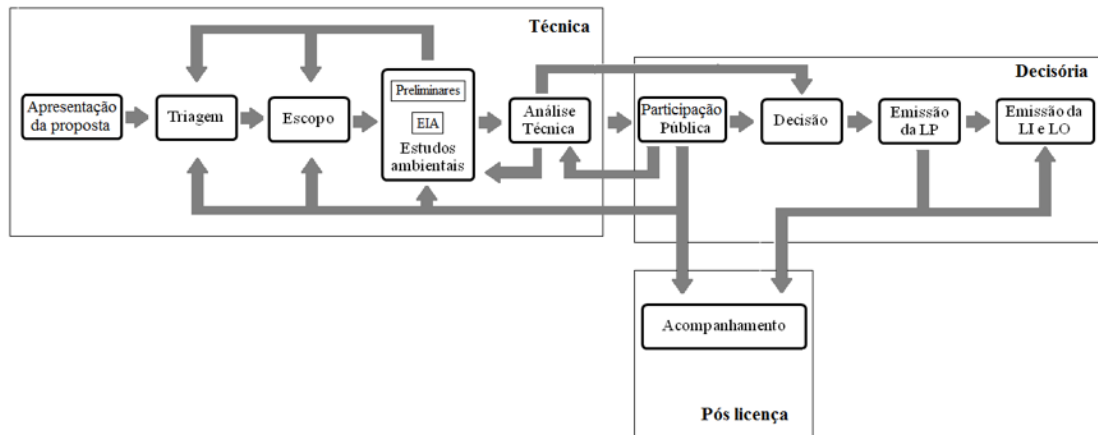 Técnica
Decisória
Apresentação
da proposta
Triagem
Escopo
Preliminares
EIA
Estudos
ambientais
Análise
Técnica
Participação
Pública
Decisão
Emissão
da LP
Emissão da
LI e LO
Acompanhamento
Pós licença